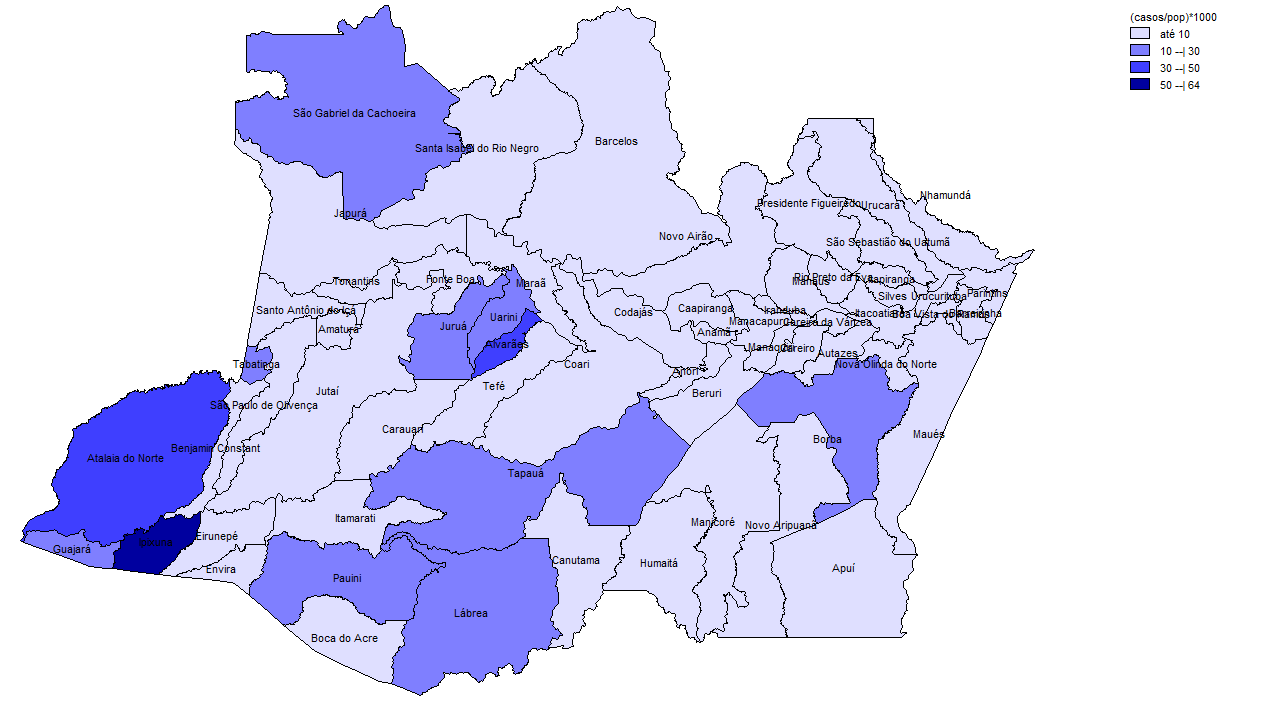 (casos/pop)*1000
até 10
10 --| 30
30 --| 50
50 --| 64
São Gabriel da Cachoeira
Santa Isabel do Rio Negro
Barcelos
Nhamundá
Presidente Figueiredo
Urucará
Japurá
Novo Airão
São Sebastião do Uatumã
Tonantins
Fonte Boa
Maraã
Rio Preto da Eva
Manaus
Itapiranga
Silves
Urucurituba
Parintins
Santo Antônio do Içá
Codajás
Caapiranga
Iranduba
Itacoatiara
Boa Vista do Ramos
Barreirinha
Amaturá
Juruá
Uarini
Manacapuru
Careiro da Várzea
Anamã
Alvarães
Manaquiri
Careiro
Autazes
Tabatinga
Coari
Anori
Nova Olinda do Norte
Jutaí
Tefé
Beruri
São Paulo de Olivença
Carauari
Borba
Maués
Benjamin Constant
Atalaia do Norte
Tapauá
Itamarati
Manicoré
Novo Aripuanã
Eirunepé
Ipixuna
Guajará
Envira
Pauini
Canutama
Humaitá
Apuí
Lábrea
Boca do Acre